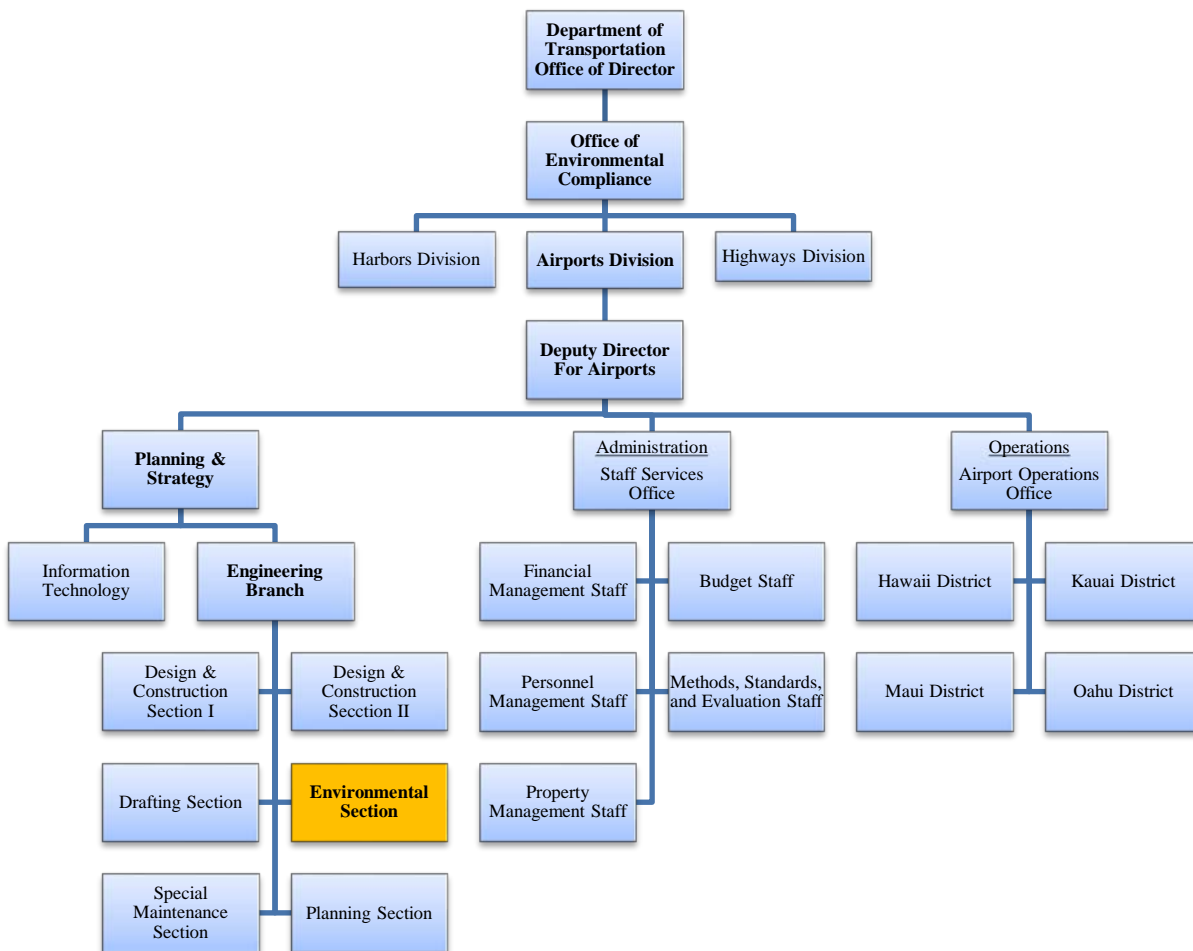 Department of
Transportation
Office of Director
Office of
Environmental
Compliance
Harbors Division
Airports Division
Highways Division
Deputy Director
For Airports
Planning &
Strategy
Administration
Staff Services
Office
Operations
Airport Operations
Office
Information
Technology
Engineering
Branch
Financial
Management Staff
Budget Staff
Hawaii District
Kauai District
Design &
Construction
Section I
Design &
Construction
Secction II
Personnel
Management Staff
Methods, Standards,
and Evaluation Staff
Maui District
Oahu District
Drafting Section
Environmental
Section
Property
Management Staff
Special
Maintenance
Section
Planning Section